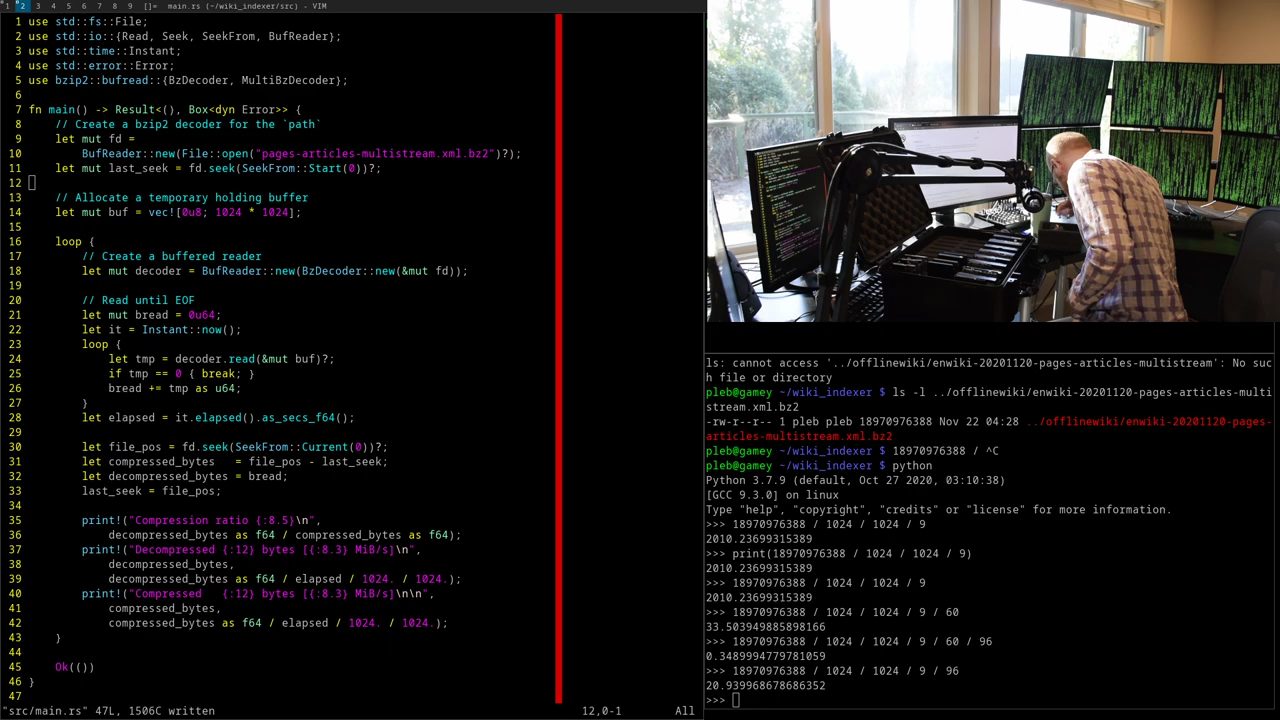 1 2 3 4 5 6 7 8 9 []= main.rs (~/wiki_indexer/src) - VIM
1 use std::fs::File;
2 use std::io::{Read, Seek, SeekFrom, BufReader};
3 use std::time::Instant;
4 use std::error::Error;
5 use bzip2::bufread::{BzDecoder, MultiBzDecoder};
6
7 fn main() -> Result<(), Box<dyn Error>> {
8     // Create a bzip2 decoder for the `path`
9     let mut fd =
10         BufReader::new(File::open("pages-articles-multistream.xml.bz2")?);
11     let mut last_seek = fd.seek(SeekFrom::Start(0))?;
12
13     // Allocate a temporary holding buffer
14     let mut buf = vec![0u8; 1024 * 1024];
15
16     loop {
17         // Create a buffered reader
18         let mut decoder = BufReader::new(BzDecoder::new(&mut fd));
19
20         // Read until EOF
21         let mut bread = 0u64;
22         let it = Instant::now();
23         loop {
24             let tmp = decoder.read(&mut buf)?;
25             if tmp == 0 { break; }
26             bread += tmp as u64;
27         }
28         let elapsed = it.elapsed().as_secs_f64();
29
30         let file_pos = fd.seek(SeekFrom::Current(0))?;
31         let compressed_bytes   = file_pos - last_seek;
32         let decompressed_bytes = bread;
33         last_seek = file_pos;
34
35         print!("Compression ratio {:8.5}\n",
36             decompressed_bytes as f64 / compressed_bytes as f64);
37         print!("Decompressed {:12} bytes [{:8.3} MiB/s]\n",
38             decompressed_bytes,
39             decompressed_bytes as f64 / elapsed / 1024. / 1024.);
40         print!("Compressed   {:12} bytes [{:8.3} MiB/s]\n\n",
41             compressed_bytes,
42             compressed_bytes as f64 / elapsed / 1024. / 1024.);
43     }
44
45     Ok(())
46 }
47
"src/main.rs" 47L, 1506C written 12,0-1 All
ls: cannot access '../offlinewiki/enwiki-20201120-pages-articles-multistream': No suc
h file or directory
pleb@gamey ~/wiki_indexer $ ls -l ../offlinewiki/enwiki-20201120-pages-articles-multi
stream.xml.bz2
-rw-r--r-- 1 pleb pleb 18970976388 Nov 22 04:28 ../offlinewiki/enwiki-20201120-pages-
articles-multistream.xml.bz2
pleb@gamey ~/wiki_indexer $ 18970976388 / ^C
pleb@gamey ~/wiki_indexer $ python
Python 3.7.9 (default, Oct 27 2020, 03:10:38)
[GCC 9.3.0] on linux
Type "help", "copyright", "credits" or "license" for more information.
>>> 18970976388 / 1024 / 1024 / 9
2010.23699315389
>>> print(18970976388 / 1024 / 1024 / 9)
2010.23699315389
>>> 18970976388 / 1024 / 1024 / 9
2010.23699315389
>>> 18970976388 / 1024 / 1024 / 9 / 60
33.503949885898166
>>> 18970976388 / 1024 / 1024 / 9 / 60 / 96
0.3489994779781059
>>> 18970976388 / 1024 / 1024 / 9 / 96
20.939968678686352
>>>